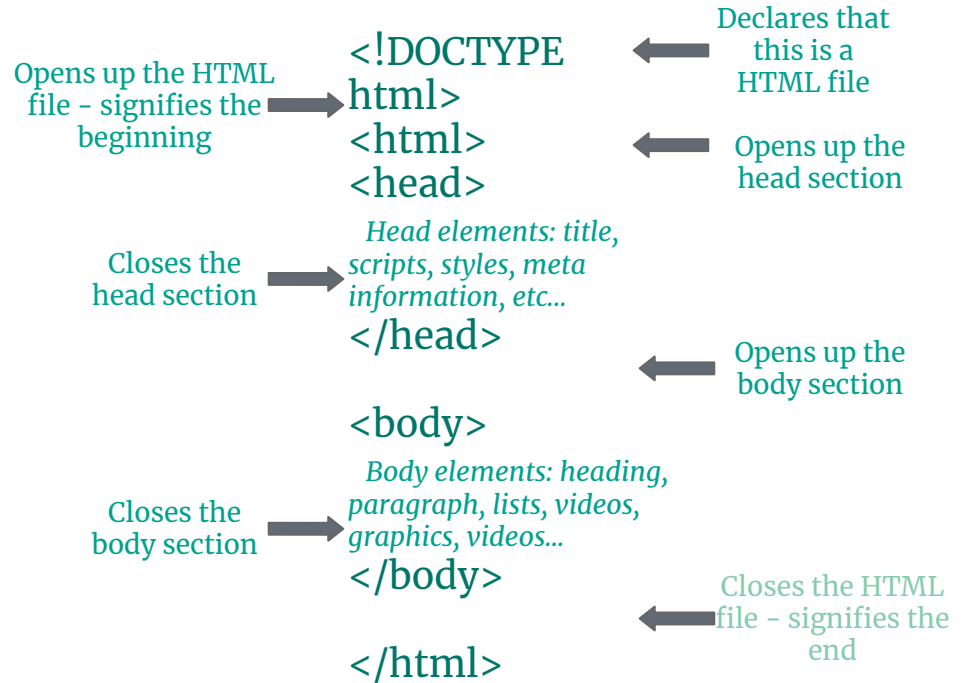 Declares that
this is a
HTML file
<!DOCTYPE
html>
Opens up the HTML
file - signifies the
beginning
<html>
<head>
Opens up the
head section
Head elements: title,
scripts, styles, meta
information, etc...
Closes the
head section
</head>
Opens up the
body section
<body>
Body elements: heading,
paragraph, lists, videos,
graphics, videos...
Closes the
body section
</body>
Closes the HTML
file - signifies the
end
</html>